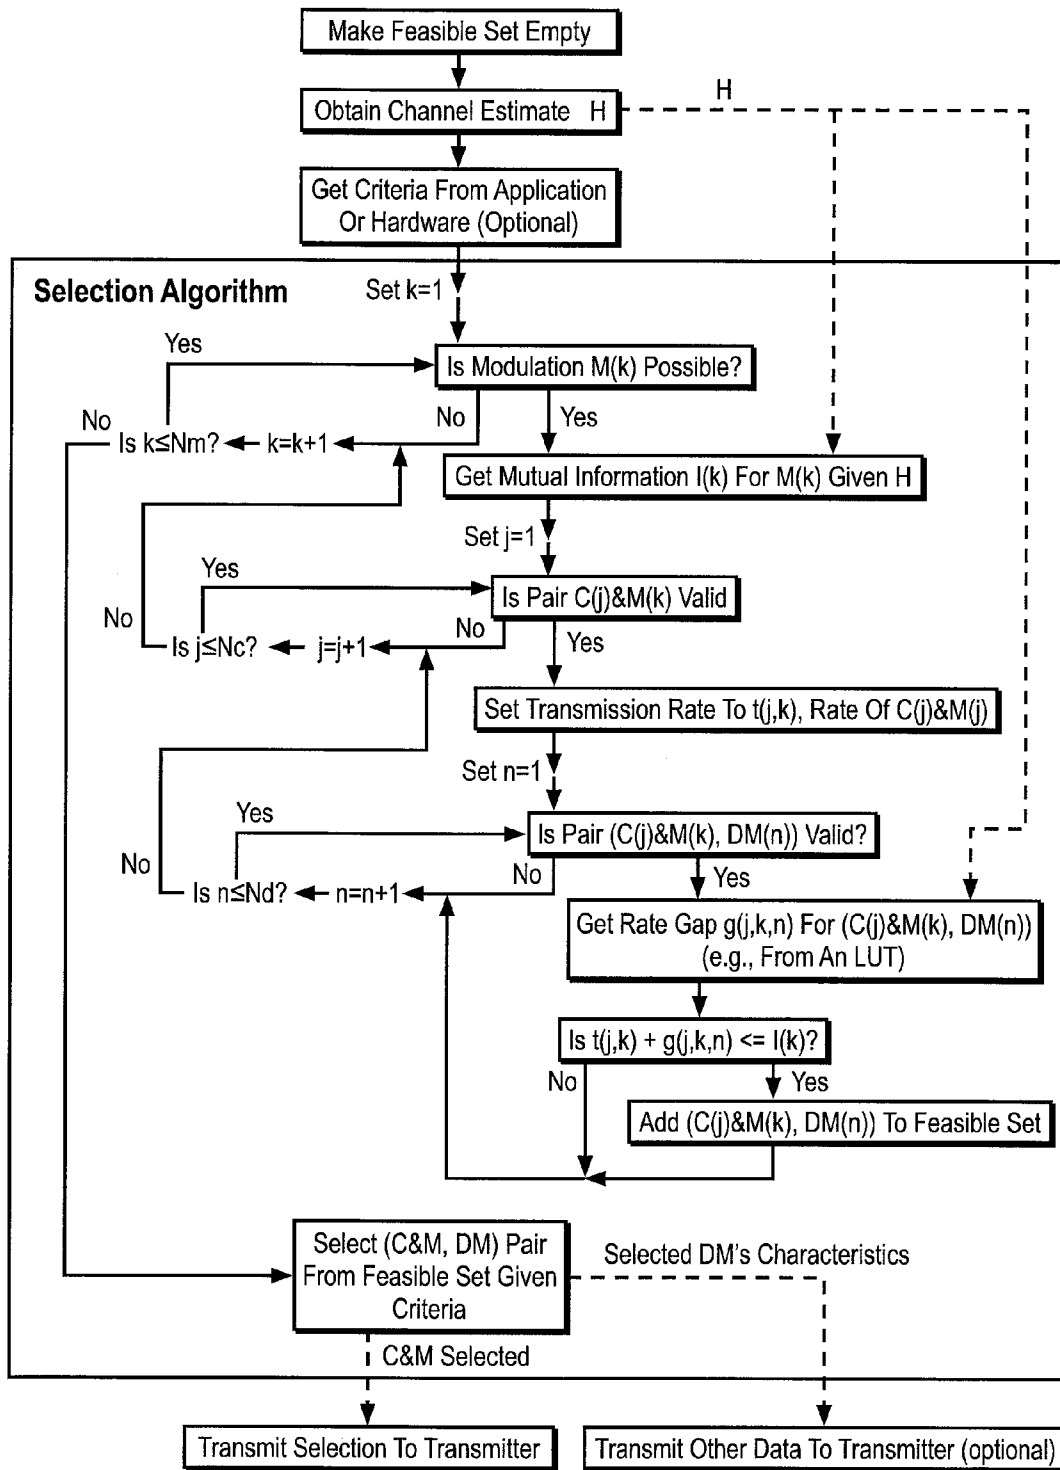 Make Feasible Set Empty
Obtain Channel Estimate H
H
Get Criteria From Application
Or Hardware (Optional)
Selection Algorithm
Set k=1
Yes
Is Modulation M(k) Possible?
No
Yes
No
Is k≤Nm?
k=k+1
Get Mutual Information I(k) For M(k) Given H
Set j=1
Yes
Is Pair C(j)&M(k) Valid
No
No
Yes
Is j≤Nc?
j=j+1
Set Transmission Rate To t(j,k), Rate Of C(j)&M(j)
Set n=1
Yes
Is Pair (C(j)&M(k), DM(n)) Valid?
No
No
Yes
Is n≤Nd?
n=n+1
Get Rate Gap g(j,k,n) For (C(j)&M(k), DM(n))
(e.g., From An LUT)
Is t(j,k) + g(j,k,n) <= I(k)?
No
Yes
Add (C(j)&M(k), DM(n)) To Feasible Set
Select (C&M, DM) Pair
From Feasible Set Given
Criteria
Selected DM's Characteristics
C&M Selected
Transmit Selection To Transmitter
Transmit Other Data To Transmitter (optional)